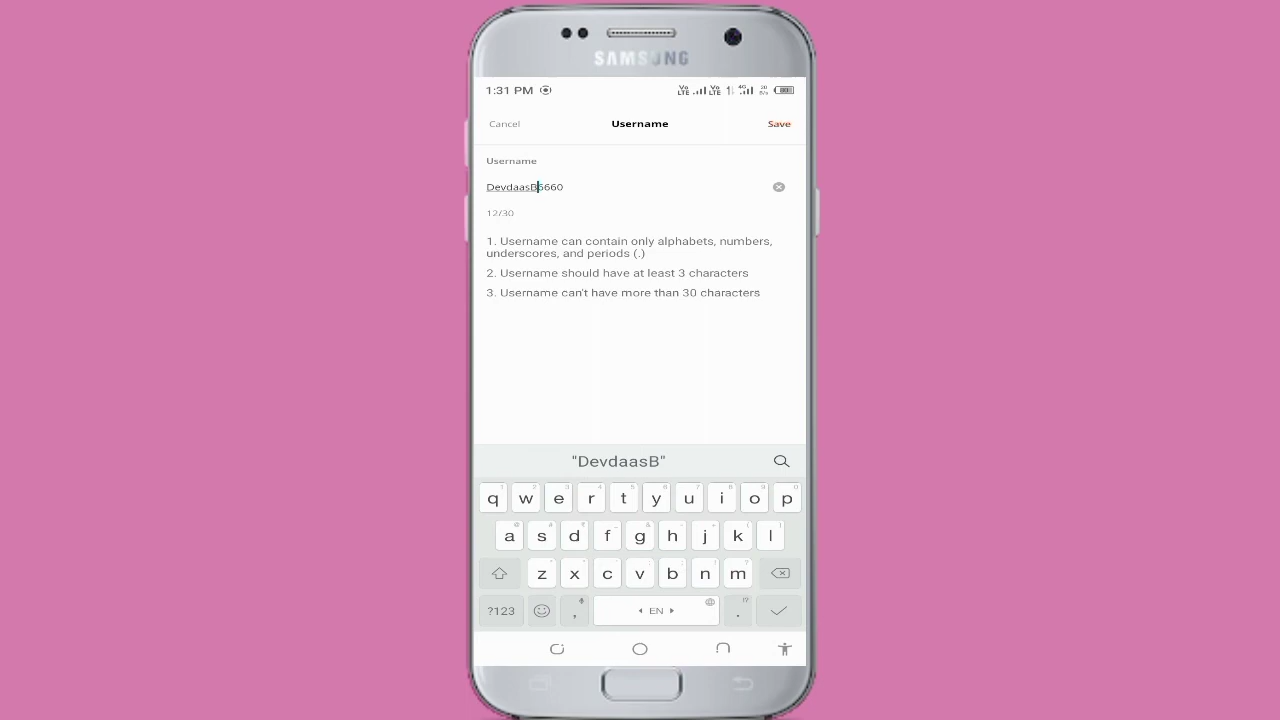 SAMSUNG
1:31 PM
Cancel Username Save
Username
DevdaasB6660
12/30
1. Username can contain only alphabets, numbers,
underscores, and periods (.)
2. Username should have at least 3 characters
3. Username can't have more than 30 characters
"DevdaasB"
q w e r t y u i o p
a s d f g h j k l
z x c v b n m
?123 , EN .